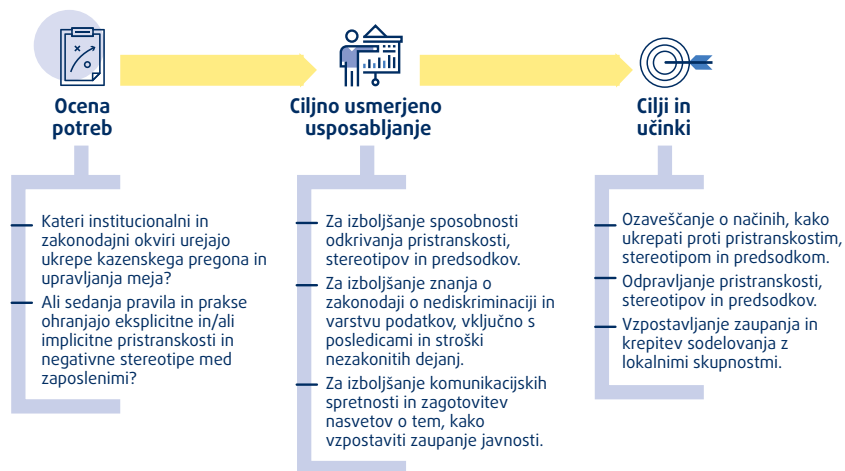 Ocena
potreb
Kateri institucionalni in
zakonodajni okviri urejajo
ukrepe kazenskega pregona in
upravljanja meja?
Ali sedanja pravila in prakse
ohranjajo eksplicitne in/ali
implicitne pristranskosti in
negativne stereotipe med
zaposlenimi?
Ciljno usmerjeno
usposabljanje
Za izboljšanje sposobnosti
odkrivanja pristranskosti,
stereotipov in predsodkov.
Za izboljšanje znanja o
zakonodaji o nediskriminaciji in
varstvu podatkov, vključno s
posledicami in stroški
nezakonitih dejanj.
Za izboljšanje komunikacijskih
spretnosti in zagotovitev
nasvetov o tem, kako
vzpostaviti zaupanje javnosti.
Cilji in
učinki
Ozaveščanje o načinih, kako
ukrepati proti pristranskostim,
stereotipom in predsodkom.
Odpravljanje pristranskosti,
stereotipov in predsodkov.
Vzpostavljanje zaupanja in
krepitev sodelovanja z
lokalnimi skupnostmi.